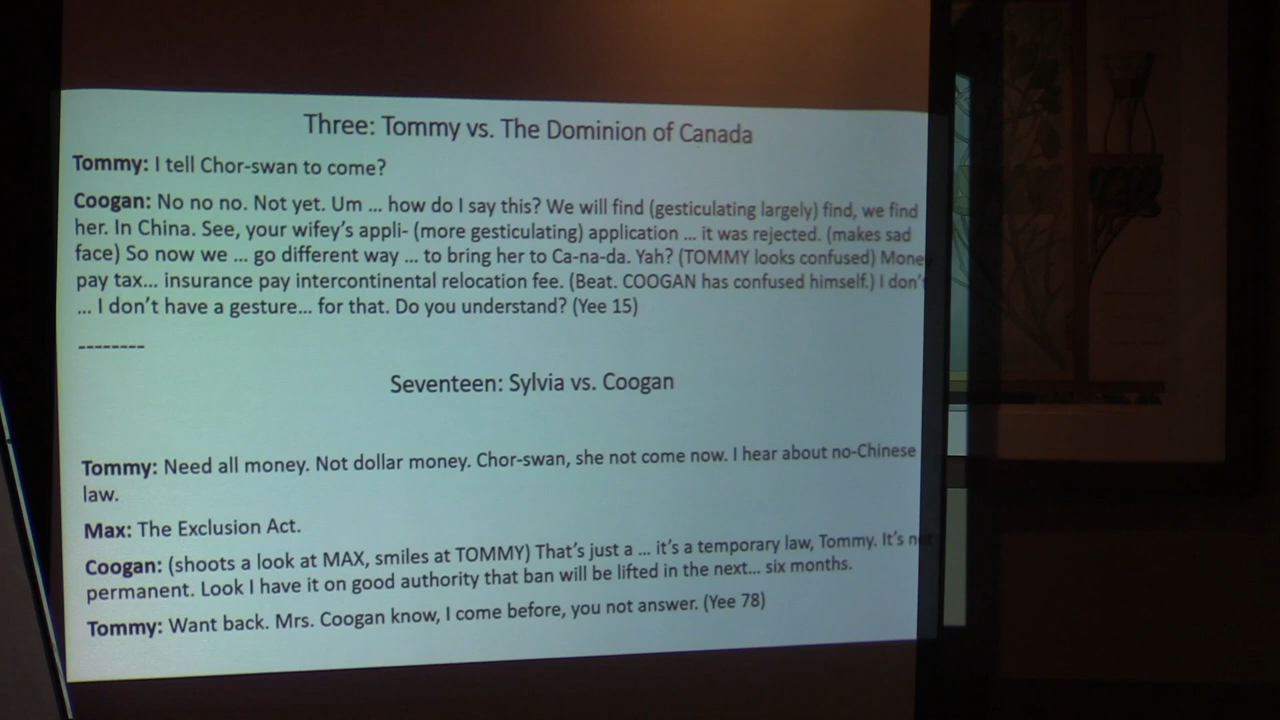 Three: Tommy vs. The Dominion of Canada
Tommy: I tell Chor-swan to come?
Coogan: No no no. Not yet. Um ... how do I say this? We will find (gesticulating largely) find, we find
her. In China. See, your wifey's appli- (more gesticulating) application ... it was rejected. (makes sad
face) So now we ... go different way ... to bring her to Ca-na-da. Yah? (TOMMY looks confused) Money
pay tax... insurance pay intercontinental relocation fee. (Beat. COOGAN has confused himself.) I don't
... I don't have a gesture... for that. Do you understand? (Yee 15)
--------
Seventeen: Sylvia vs. Coogan
Tommy: Need all money. Not dollar money. Chor-swan, she not come now. I hear about no-Chinese
law.
Max: The Exclusion Act.
Coogan: (shoots a look at MAX, smiles at TOMMY) That's just a ... it's a temporary law, Tommy. It's not
permanent. Look I have it on good authority that ban will be lifted in the next... six months.
Tommy: Want back. Mrs. Coogan know, I come before, you not answer. (Yee 78)